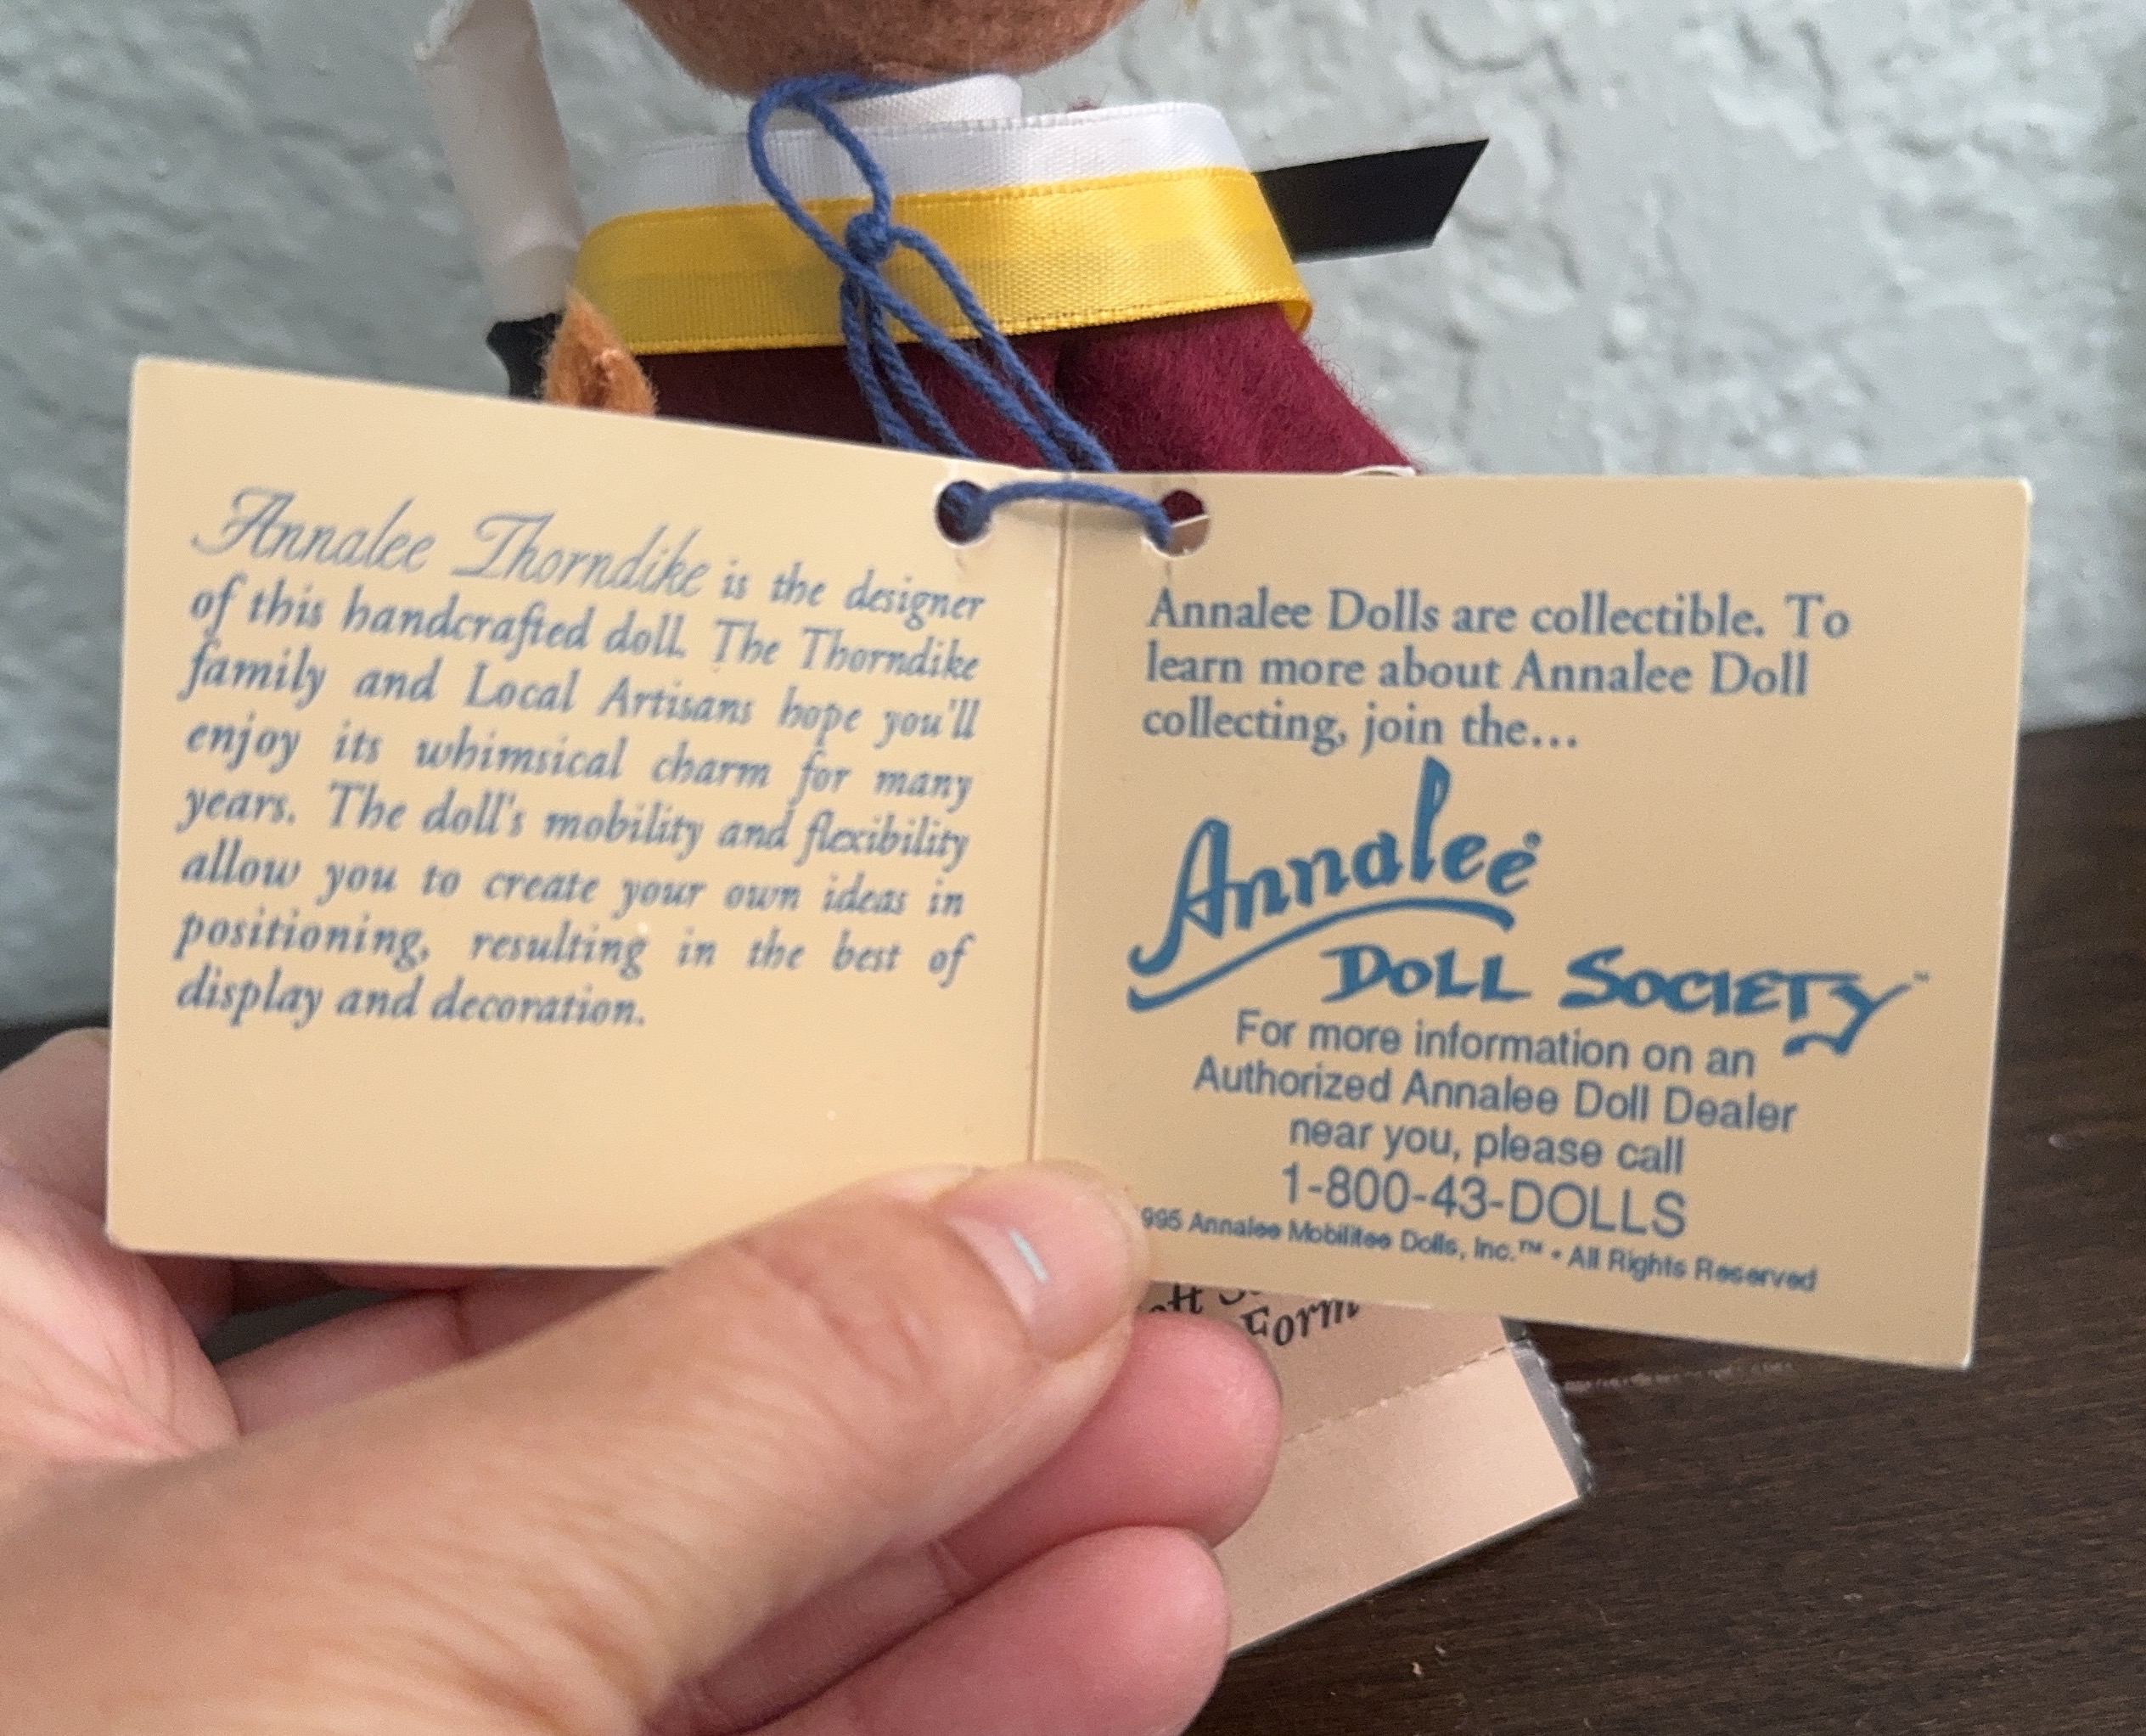 Annalee Thorndike is the designer
of this handcrafted doll. The Thorndike
family and Local Artisans hope you'll
enjoy its whimsical charm for many
years. The doll's mobility and flexibility
allow you to create your own ideas in
positioning, resulting in the best of
display and decoration.
Annalee Dolls are collectible. To
learn more about Annalee Doll
collecting, join the...
Annalee®
DOLL SOCIETY™
For more information on an
Authorized Annalee Doll Dealer
near you, please call
1-800-43-DOLLS
995 Annalee Mobilitee Dolls, Inc.™ • All Rights Reserved
Form